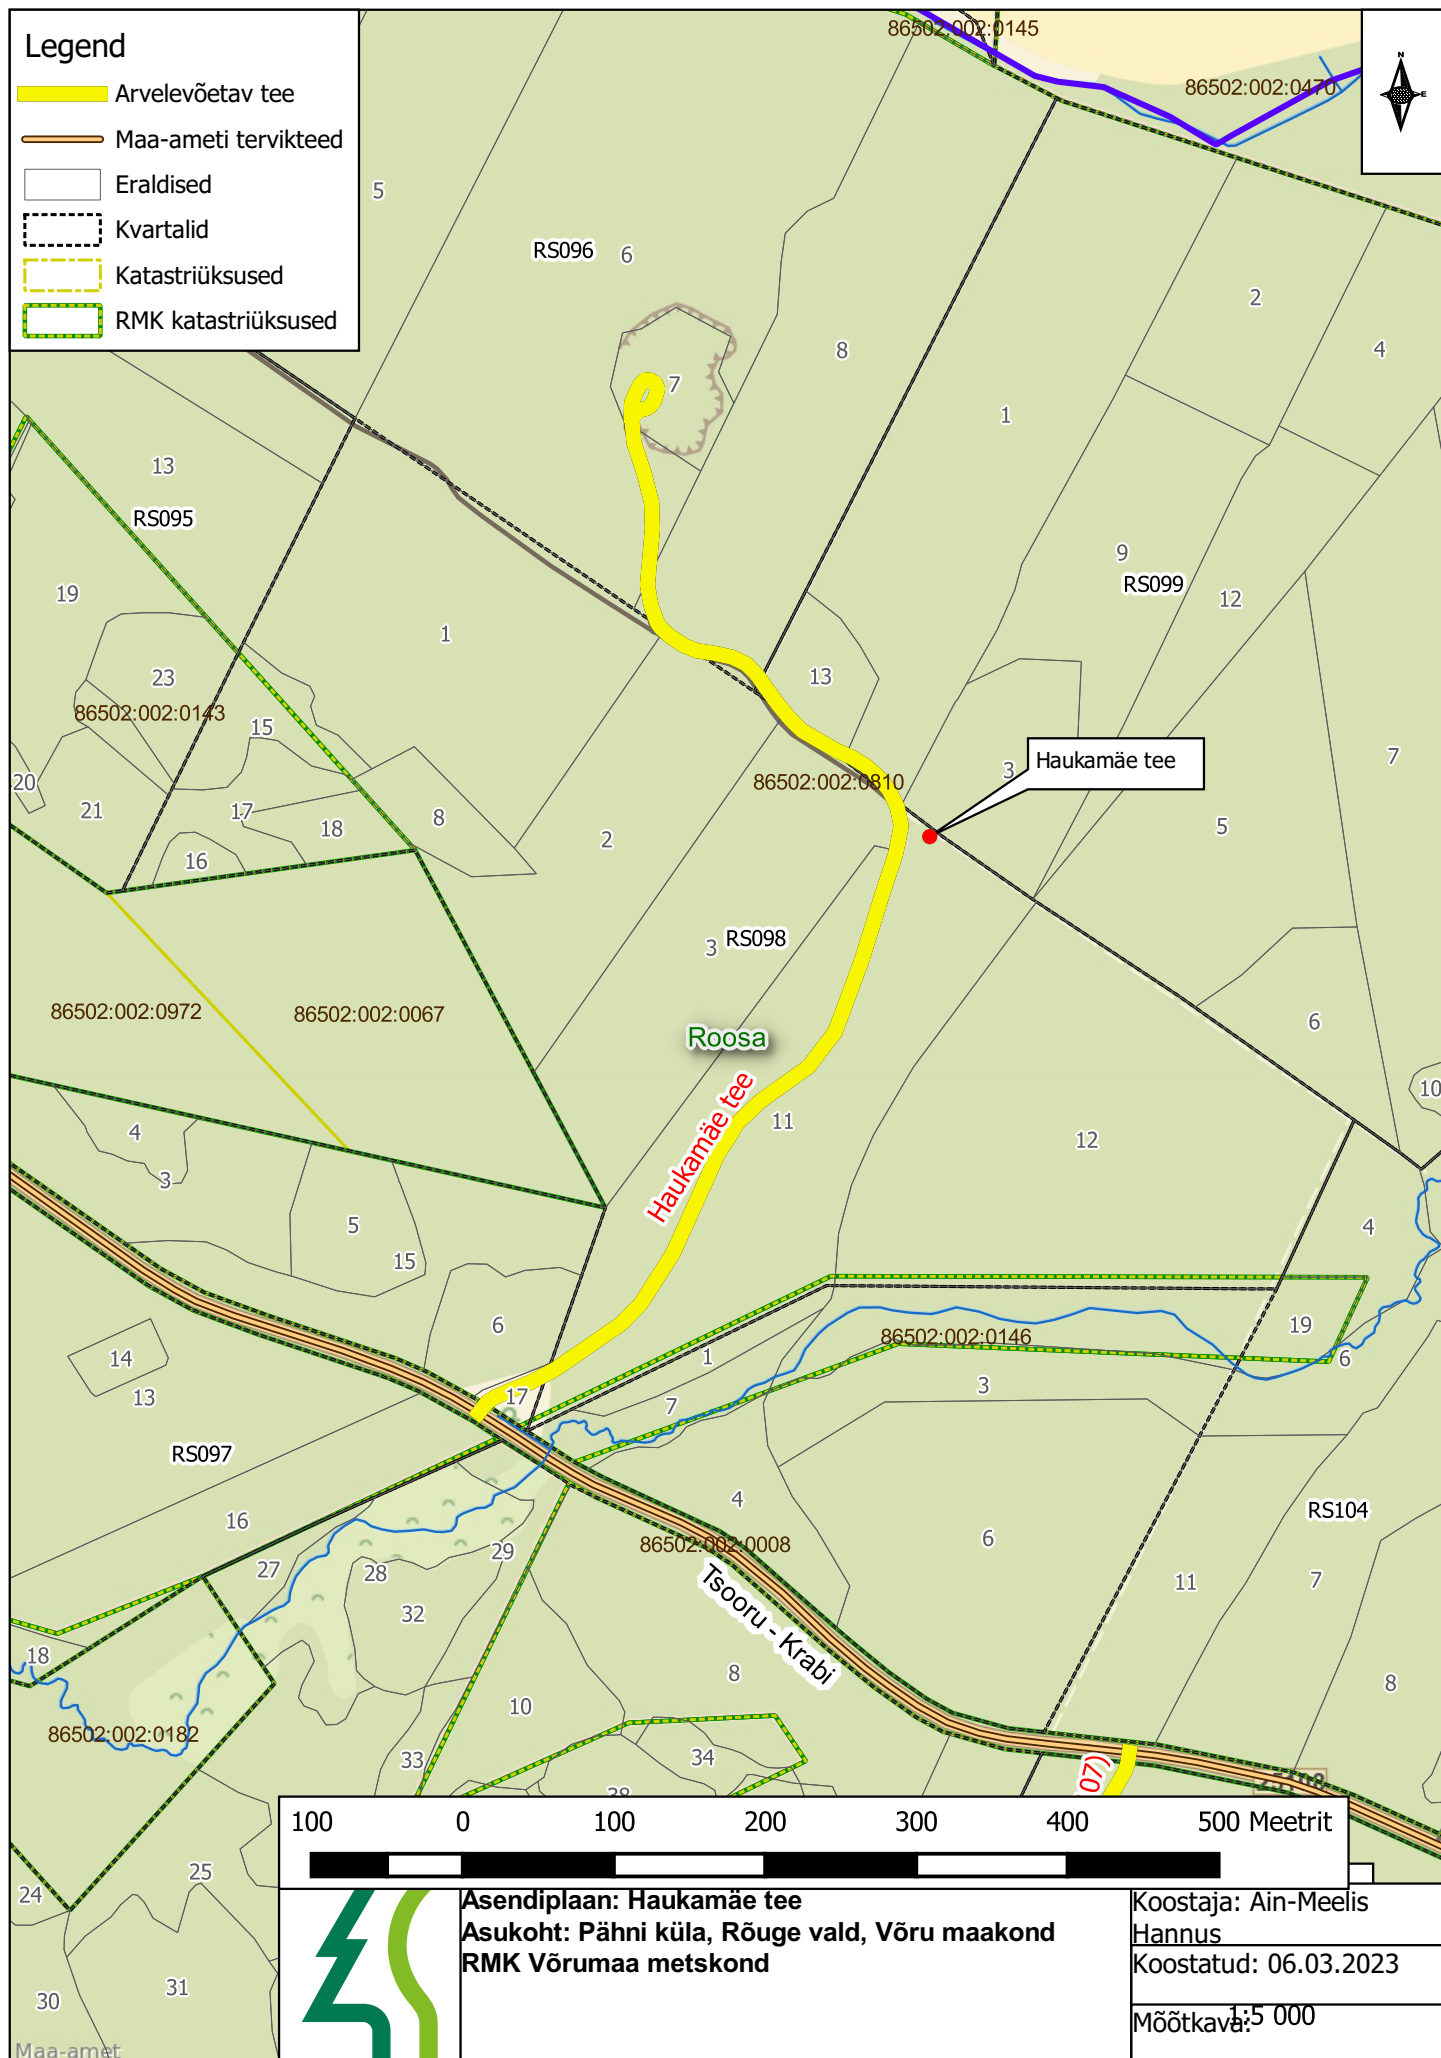 Legend
Arvelevõetav tee
Maa-ameti tervikteed
Eraldised
Kvartalid
Katastriüksused
RMK katastriüksused
86502:002:0145
86502:002:0470
N
E
5
RS096
6
2
8
4
7
1
13
RS095
9
RS099
12
19
1
23
13
86502:002:0143
15
7
Haukamäe tee
3
20
86502:002:0810
21
17
18
8
2
5
16
3
RS098
86502:002:0972
86502:002:0067
6
Roosa
10
Haukamäe tee
4
11
12
3
5
4
15
6
19
86502:002:0146
14
1
6
13
17
7
3
RS097
4
16
RS104
6
86502:002:0008
29
27
28
11
7
Tsooru - Krabi
32
18
8
8
10
86502:002:0182
33
34
07)
25198
38
100
0
100
200
300
400
500 Meetrit
25
24
31
30
Asendiplaan: Haukamäe tee
Asukoht: Pähni küla, Rõuge vald, Võru maakond
RMK Võrumaa metskond
Koostaja: Ain-Meelis
Hannus
Koostatud: 06.03.2023
Mõõtkava: 1:5 000
Maa-amet